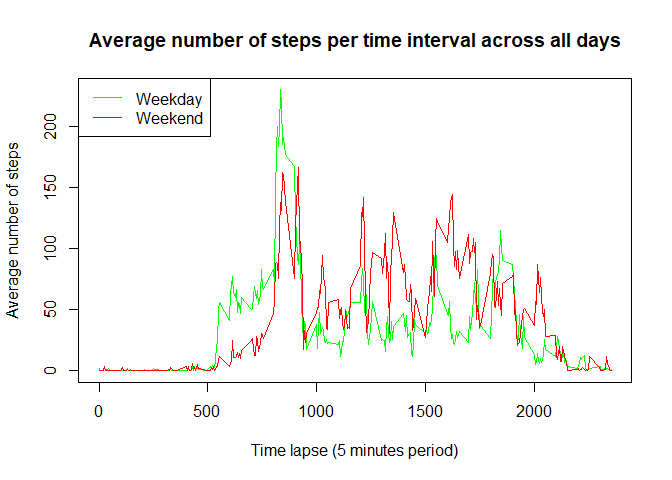 Average number of steps per time interval across all days
Weekday
Weekend
Average number of steps
200
150
100
50
0
0 500 1000 1500 2000
Time lapse (5 minutes period)